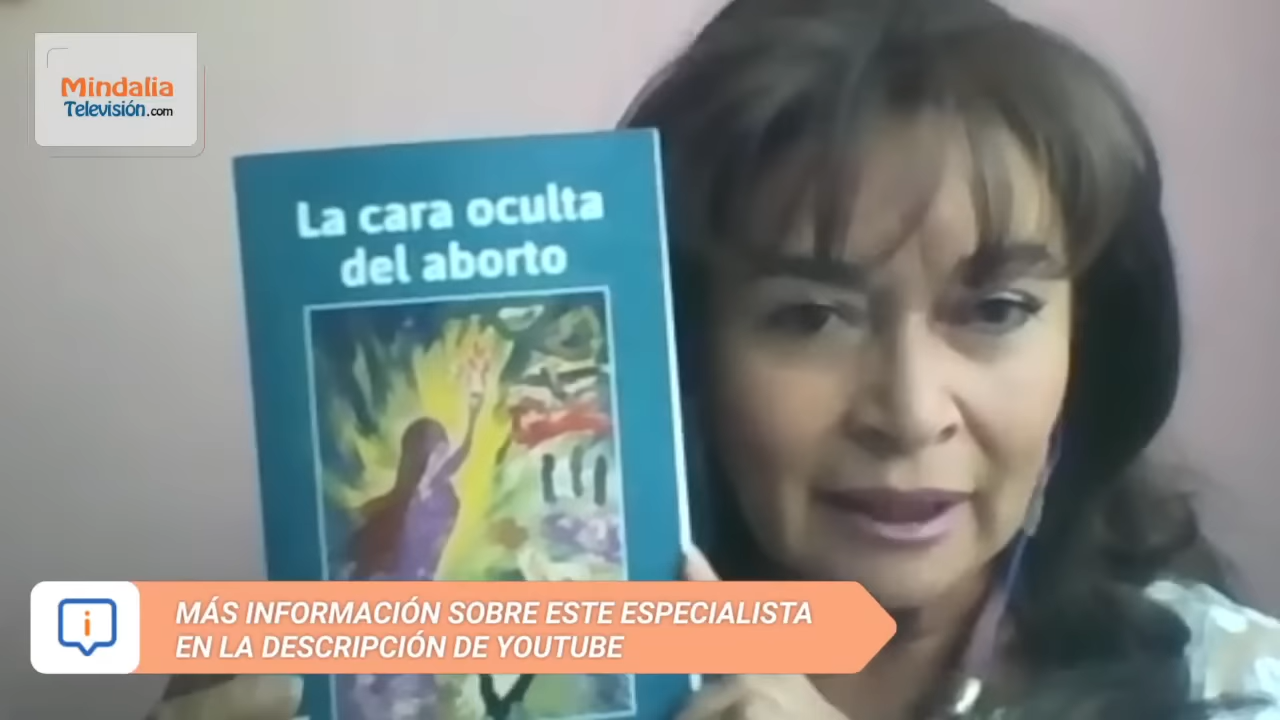 Mindalia
Televisión.com
La cara oculta
del aborto
MÁS INFORMACIÓN SOBRE ESTE ESPECIALISTA
EN LA DESCRIPCIÓN DE YOUTUBE